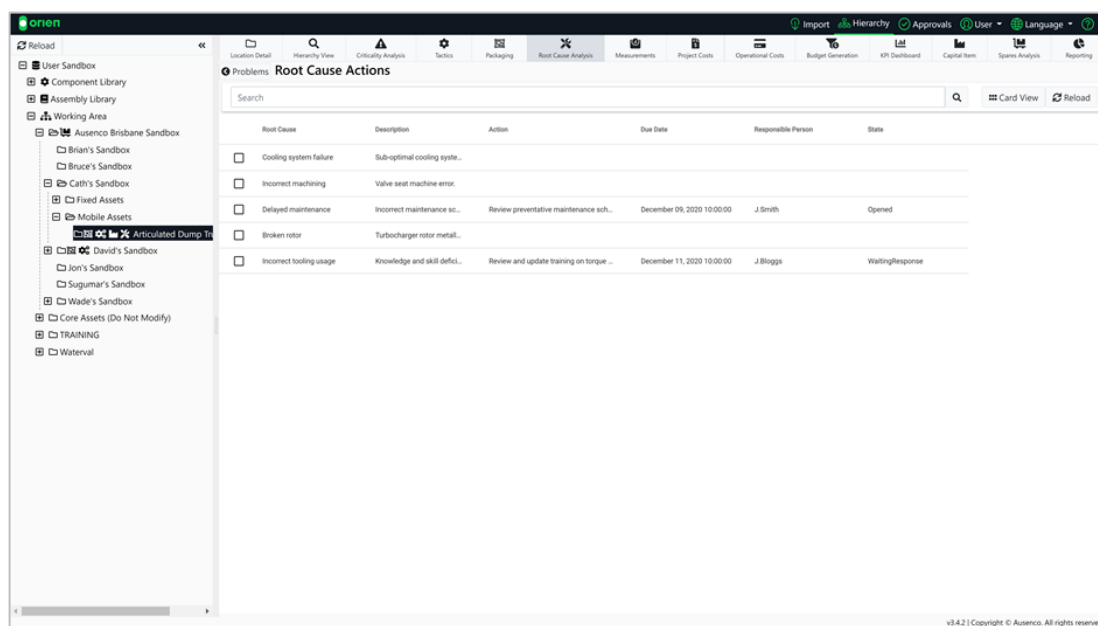 orien
Import Hierarchy Approvals User Language
Reload
Location Detail Hierarchy View Criticality Analysis Tactics Packaging Root Cause Analysis Measurements Project Costs Operational Costs Budget Generation KPI Dashboard Capital Item Spares Analysis Reporting
User Sandbox
Component Library
Assembly Library
Working Area
Ausenco Brisbane Sandbox
Brian's Sandbox
Bruce's Sandbox
Cath's Sandbox
Fixed Assets
Mobile Assets
Articulated Dump Tr
David's Sandbox
Jon's Sandbox
Sugumar's Sandbox
Wade's Sandbox
Core Assets (Do Not Modify)
TRAINING
Waterval
Problems Root Cause Actions
Search
Card View Reload
Root Cause Description Action Due Date Responsible Person State
Cooling system failure Sub-optimal cooling syste...
Incorrect machining Valve seat machine error.
Delayed maintenance Incorrect maintenance sc... Review preventative maintenance sch... December 09, 2020 10:00:00 J.Smith Opened
Broken rotor Turbocharger rotor metall...
Incorrect tooling usage Knowledge and skill defici... Review and update training on torque ... December 11, 2020 10:00:00 J.Bloggs WaitingResponse
v3.4.2 | Copyright © Ausenco. All rights reserve